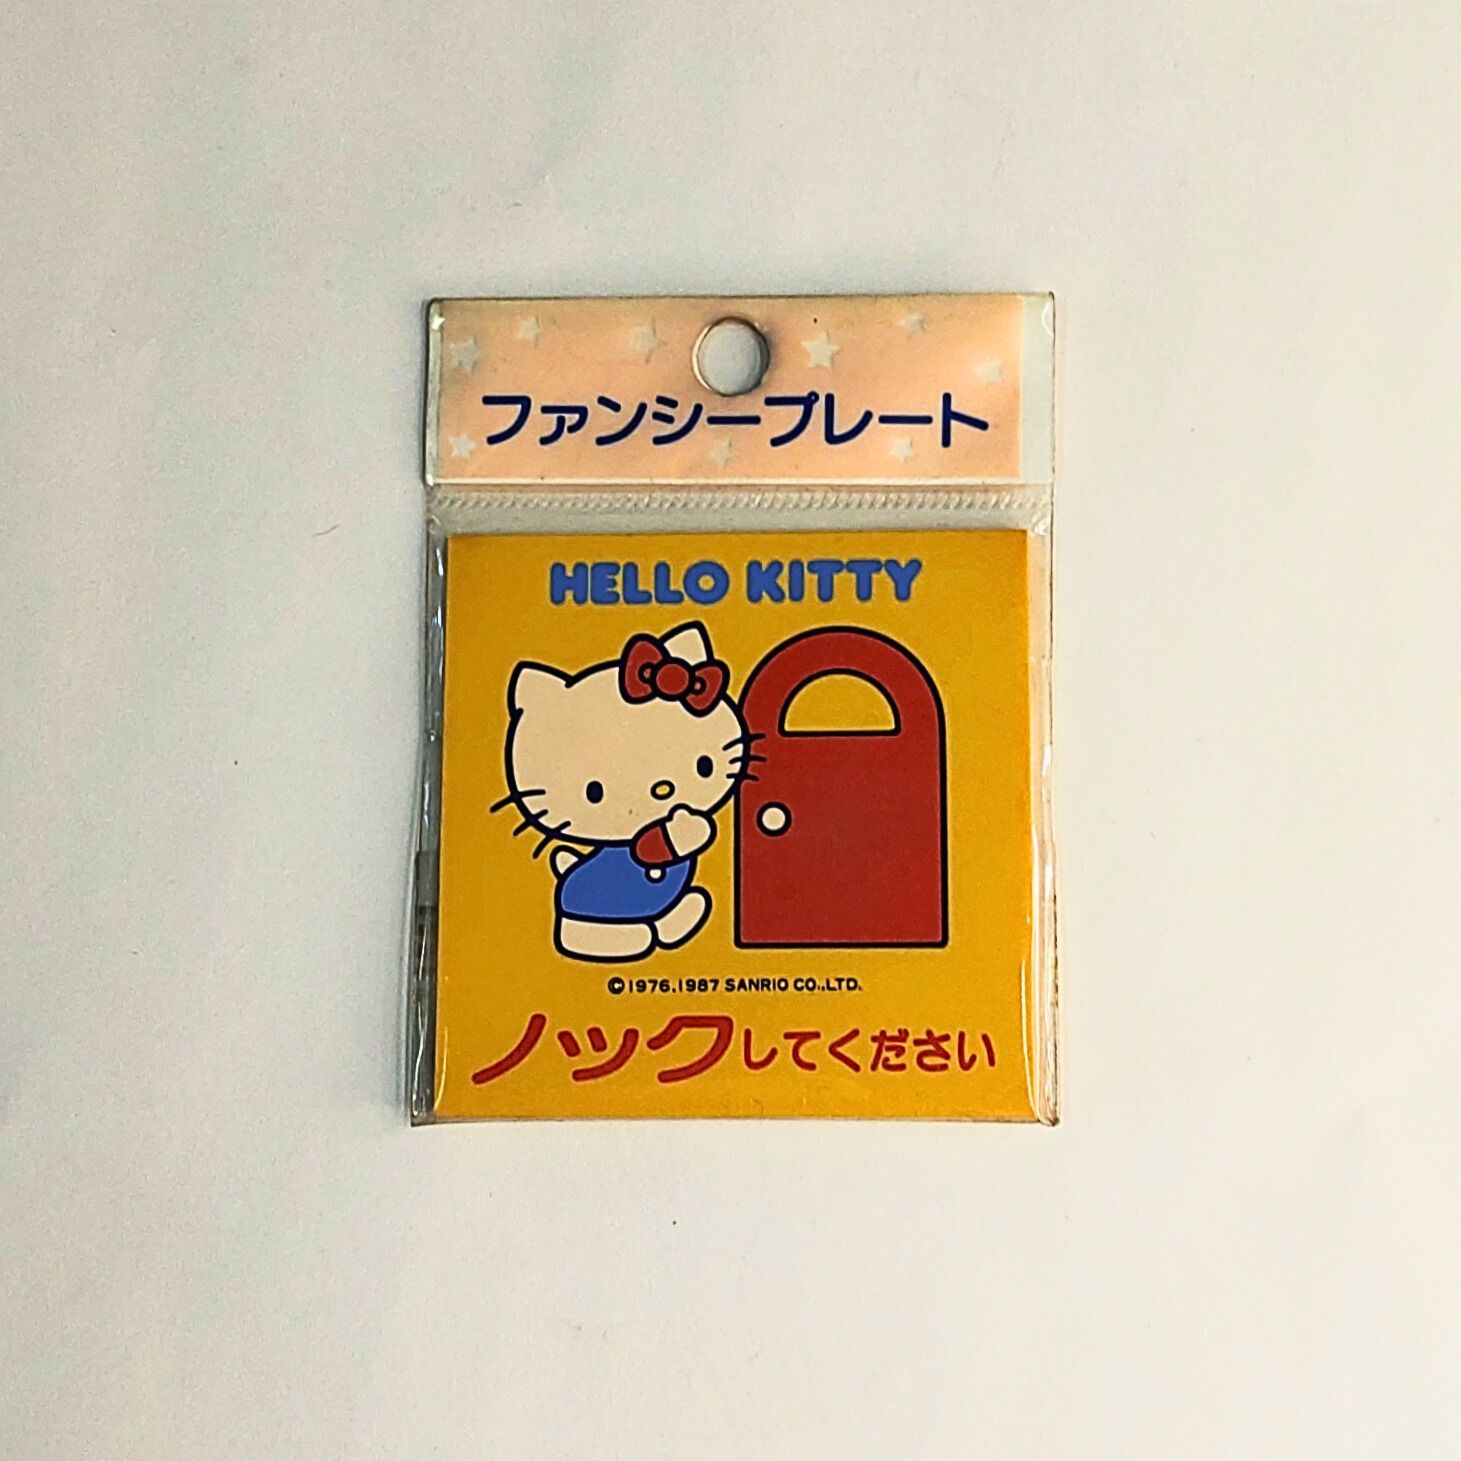 ファンシープレート
HELLO KITTY
©1976,1987 SANRIO CO.,LTD.
ノックしてください